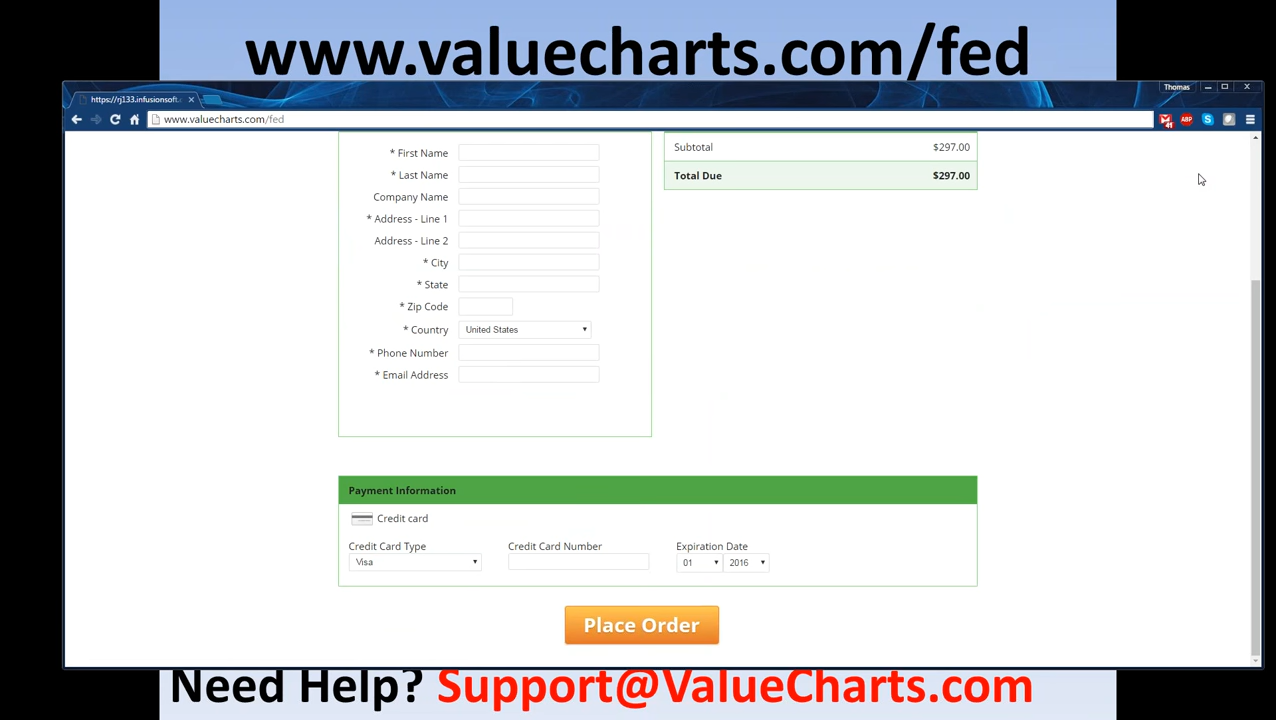 www.valuecharts.com/fed
Thomas
https://rj133.infusionsoft.
www.valuecharts.com/fed
41
ABP
* First Name
* Last Name
Company Name
* Address - Line 1
Address - Line 2
* City
* State
* Zip Code
* Country United States
* Phone Number
* Email Address
Subtotal $297.00
Total Due $297.00
Payment Information
Credit card
Credit Card Type Credit Card Number Expiration Date
Visa 01 2016
Place Order
Need Help? Support@ValueCharts.com